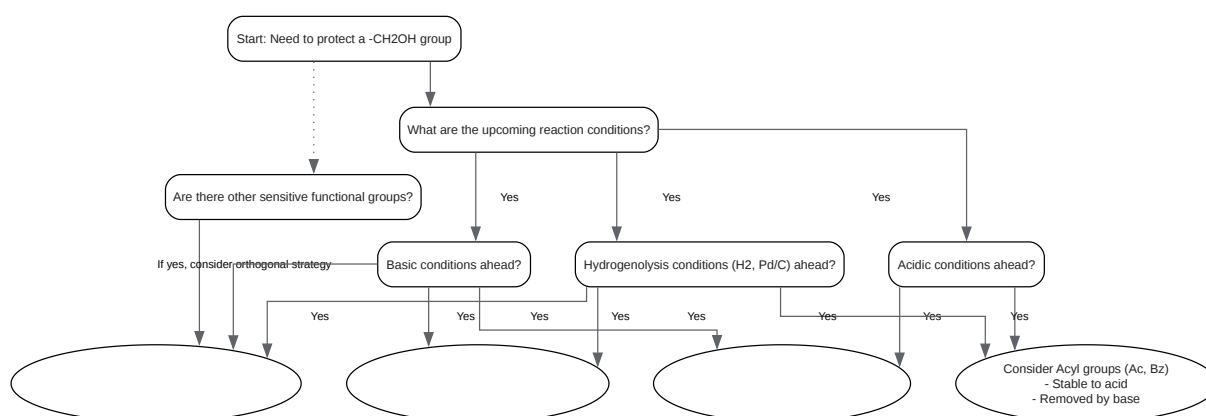 Start: Need to protect a -CH2OH group
What are the upcoming reaction conditions?
Are there other sensitive functional groups?
Yes
Yes
Yes
If yes, consider orthogonal strategy
Basic conditions ahead?
Hydrogenolysis conditions (H2, Pd/C) ahead?
Acidic conditions ahead?
Yes
Yes
Yes
Yes
Yes
Yes
Yes
Yes
Consider Acyl groups (Ac, Bz)
- Stable to acid
- Removed by base